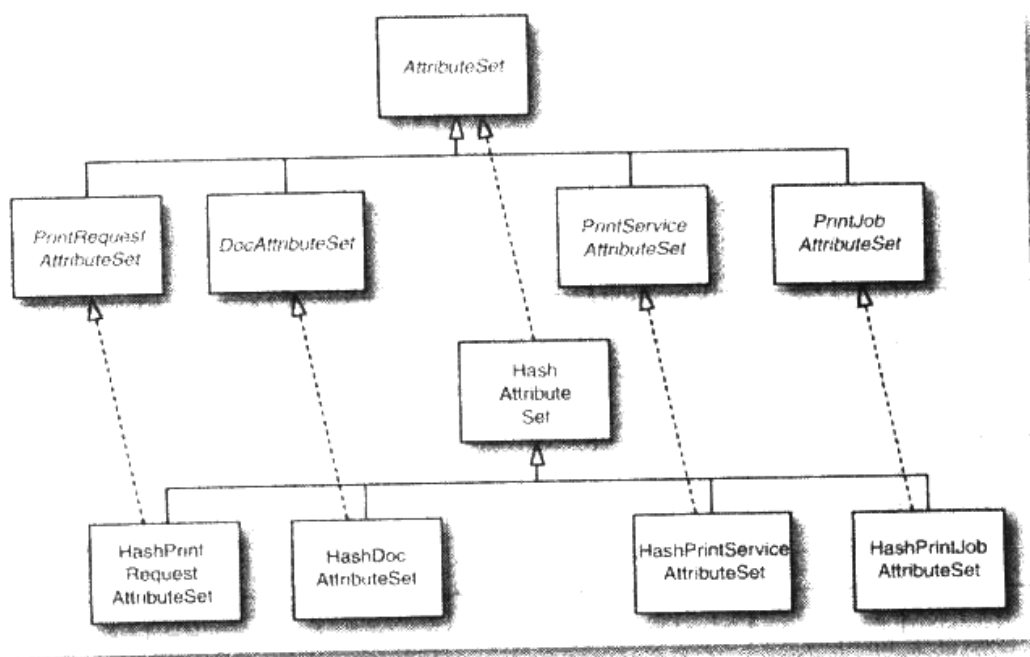 AttributeSet
PrintRequest
AttributeSet
DocAttributeSet
PrintService
AttributeSet
PrintJob
AttributeSet
Hash
Attribute
Set
HashPrint
Request
AttributeSet
HashDoc
AttributeSet
HashPrintService
AttributeSet
HashPrintJob
AttributeSet